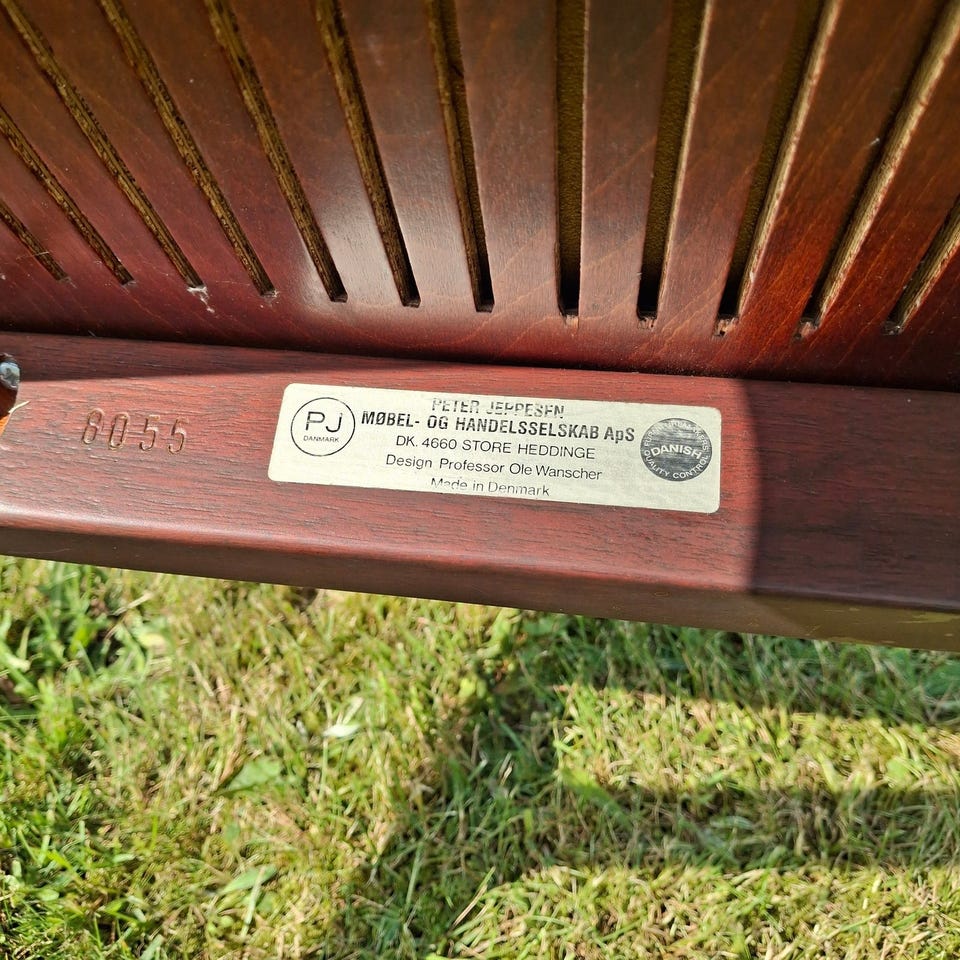 8055
PJ
DANMARK
PETER JEPPESEN
MØBEL- OG HANDELSSELSKAB ApS
DK. 4660 STORE HEDDINGE
Design Professor Ole Wanscher
Made in Denmark
FURNITUREMAKERS'
DANISH
QUALITY CONTROL